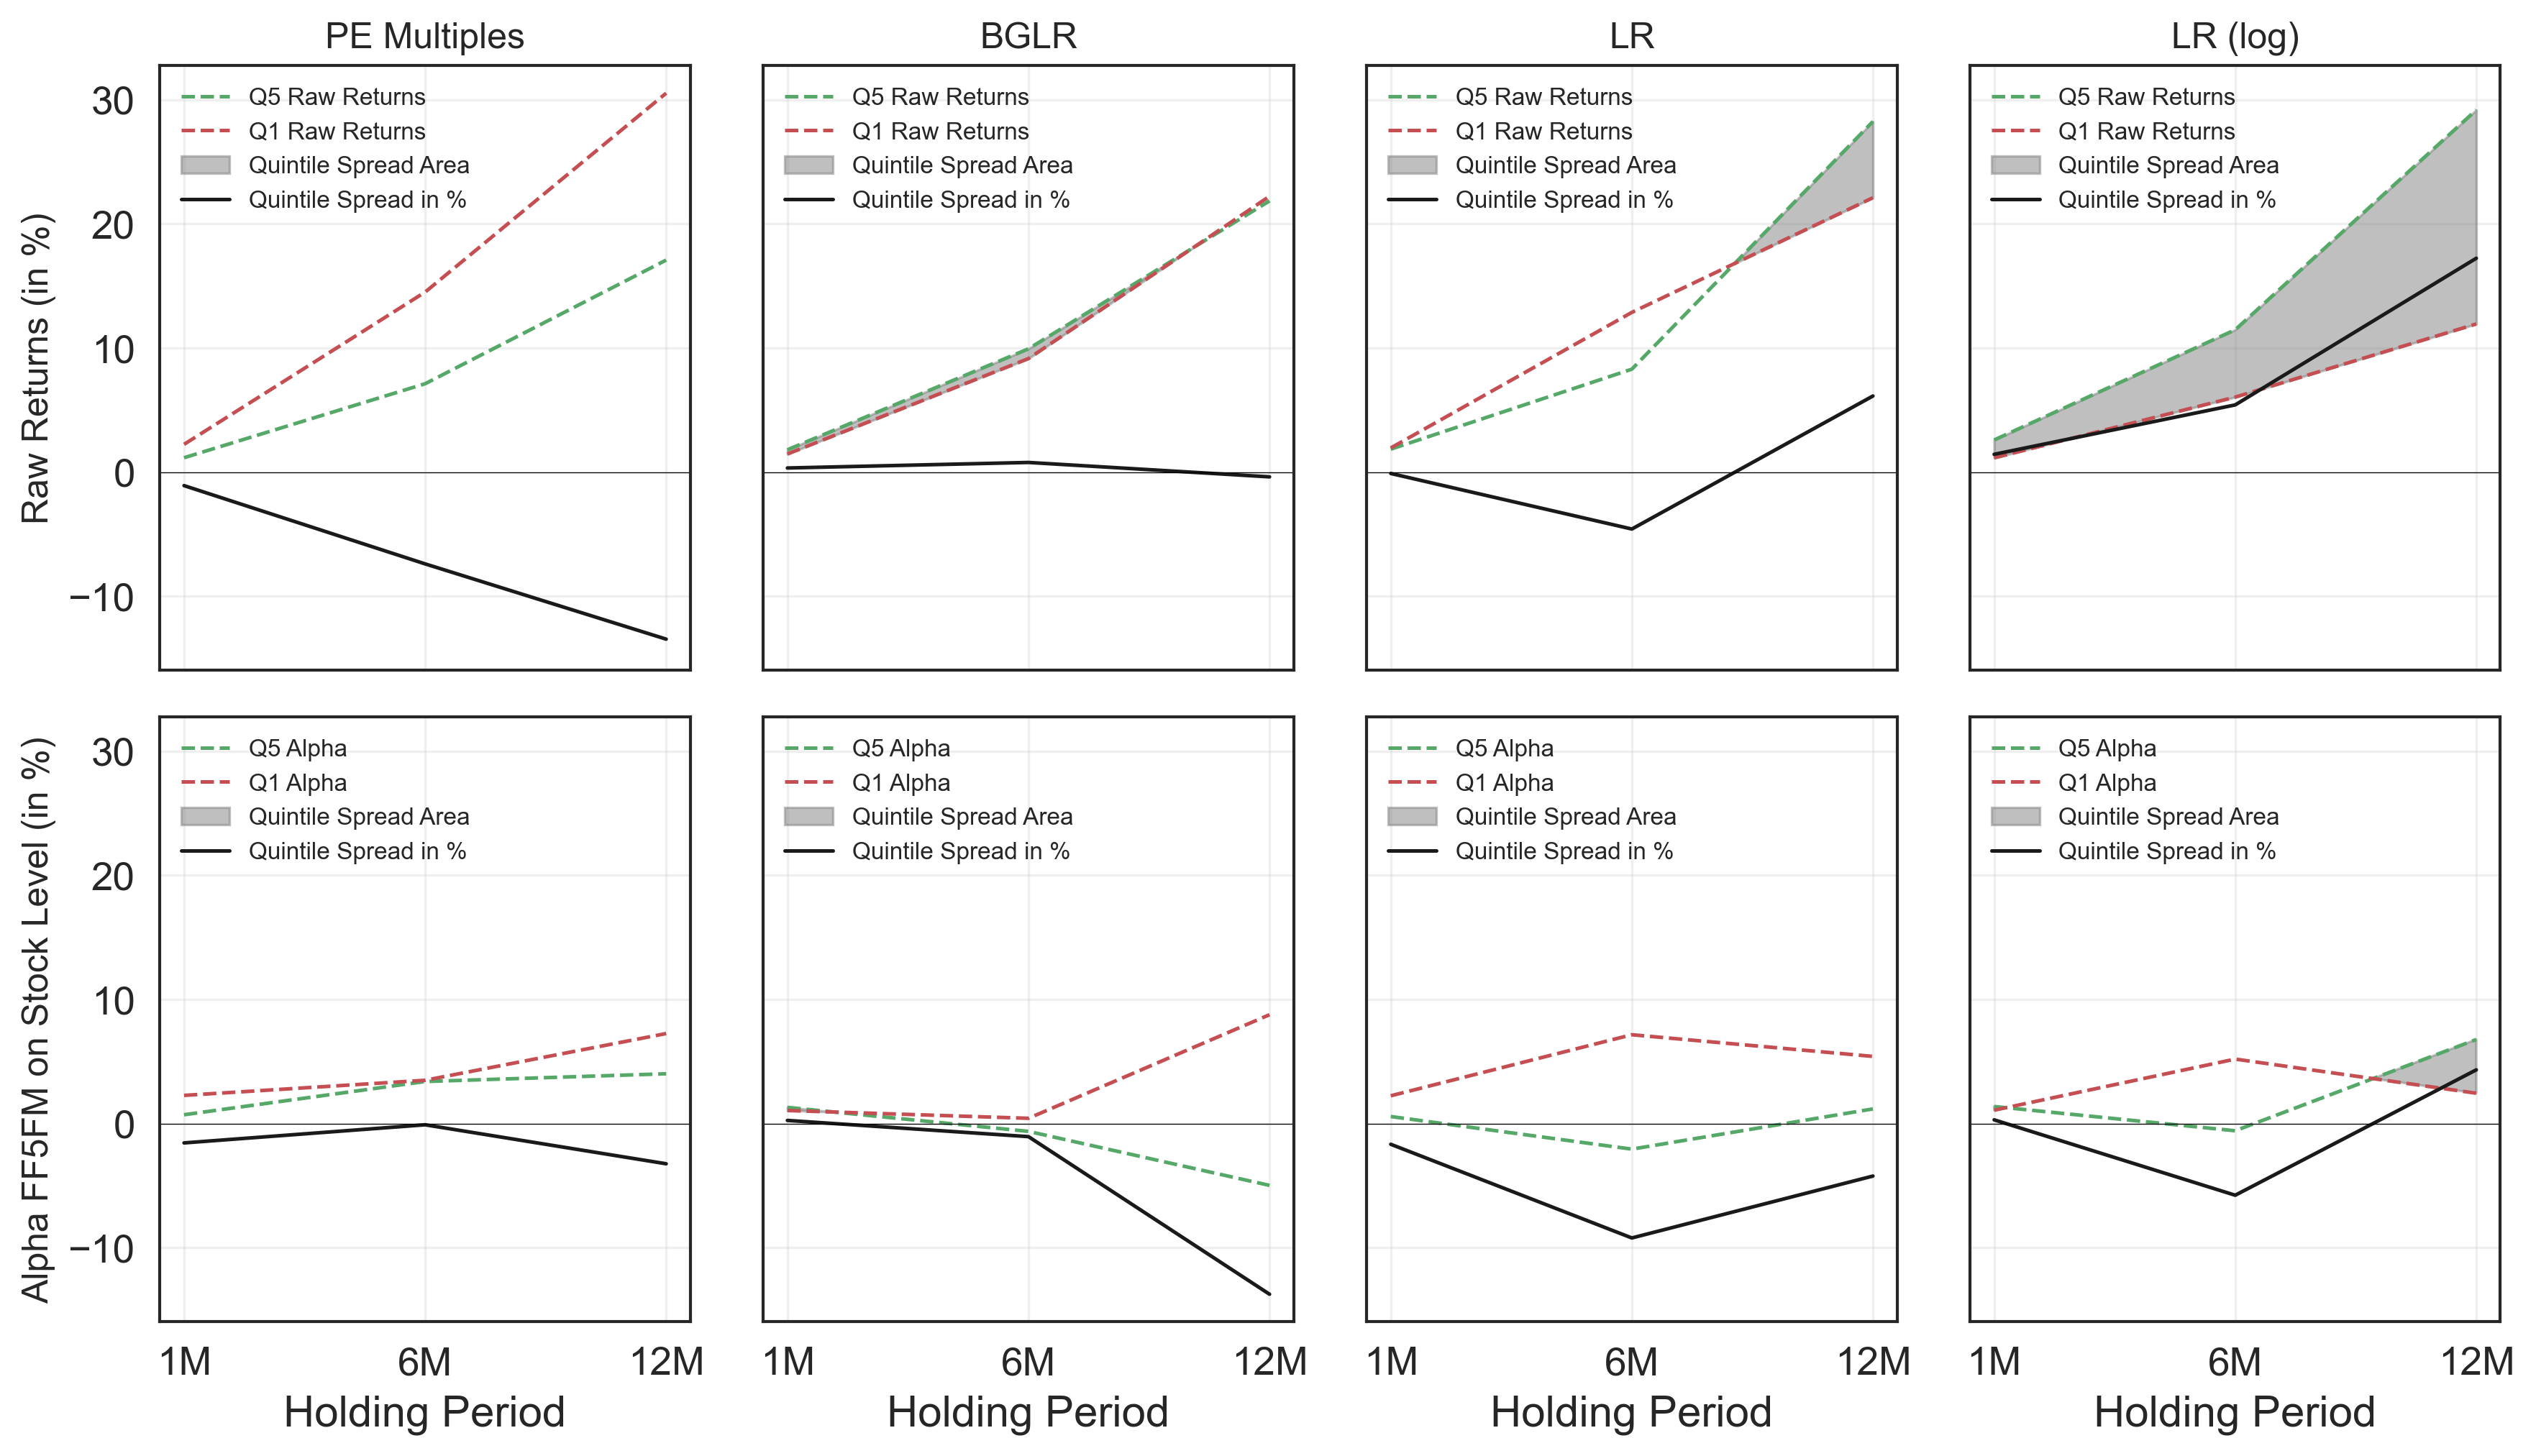 PE Multiples
BGLR
LR
LR (log)
Raw Returns (in %)
30
20
10
0
−10
Q5 Raw Returns
Q1 Raw Returns
Quintile Spread Area
Quintile Spread in %
Q5 Raw Returns
Q1 Raw Returns
Quintile Spread Area
Quintile Spread in %
Q5 Raw Returns
Q1 Raw Returns
Quintile Spread Area
Quintile Spread in %
Q5 Raw Returns
Q1 Raw Returns
Quintile Spread Area
Quintile Spread in %
Alpha FF5FM on Stock Level (in %)
30
20
10
0
−10
Q5 Alpha
Q1 Alpha
Quintile Spread Area
Quintile Spread in %
Q5 Alpha
Q1 Alpha
Quintile Spread Area
Quintile Spread in %
Q5 Alpha
Q1 Alpha
Quintile Spread Area
Quintile Spread in %
Q5 Alpha
Q1 Alpha
Quintile Spread Area
Quintile Spread in %
1M 6M 12M
1M 6M 12M
1M 6M 12M
1M 6M 12M
Holding Period
Holding Period
Holding Period
Holding Period